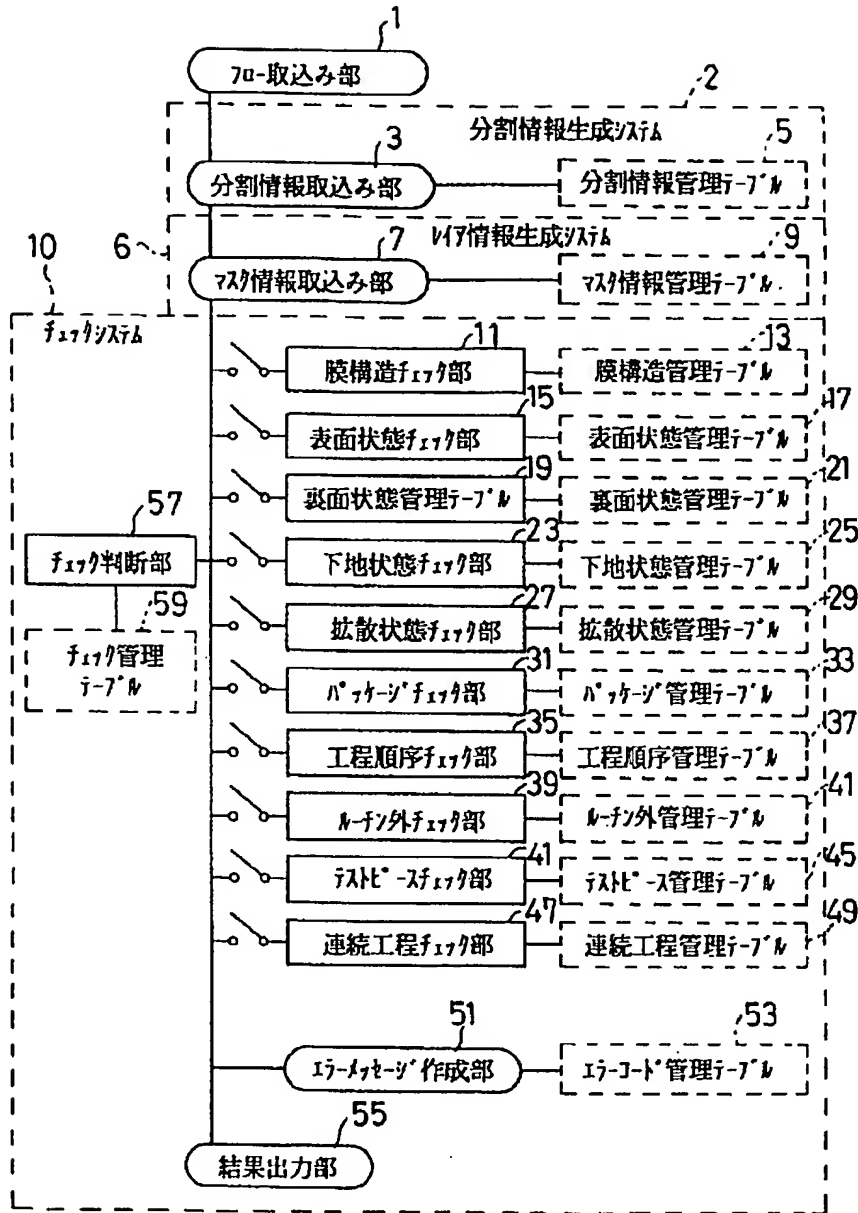 1
フロー取込み部
2
分割情報生成システム
3
5
分割情報取込み部
分割情報管理テーブル
6
レイア情報生成システム
7
9
マスク情報取込み部
マスク情報管理テーブル
10
チェックシステム
11
13
膜構造チェック部
膜構造管理テーブル
15
17
表面状態チェック部
表面状態管理テーブル
19
21
裏面状態管理テーブル
裏面状態管理テーブル
57
チェック判断部
23
25
下地状態チェック部
下地状態管理テーブル
59
チェック管理
テーブル
27
29
拡散状態チェック部
拡散状態管理テーブル
31
33
パッケージチェック部
パッケージ管理テーブル
35
37
工程順序チェック部
工程順序管理テーブル
39
41
ルーチン外チェック部
ルーチン外管理テーブル
41
45
テストピースチェック部
テストピース管理テーブル
47
49
連続工程チェック部
連続工程管理テーブル
51
53
エラーメッセージ作成部
エラーコード管理テーブル
55
結果出力部